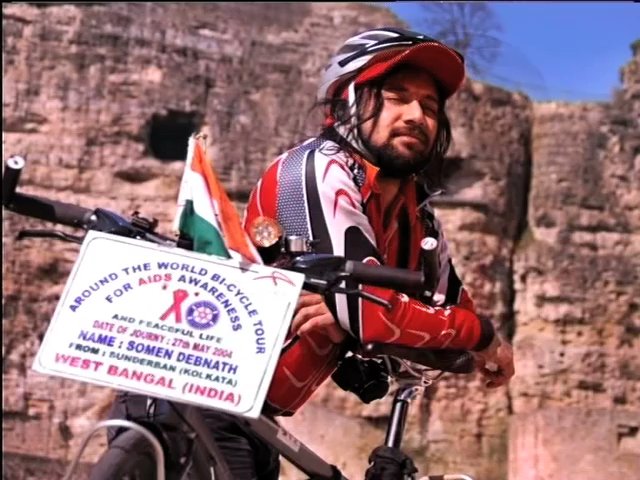 AROUND THE WORLD BI-CYCLE TOUR
FOR AIDS AWARENESS
AND PEACEFUL LIFE
DATE OF JOURNY : 27th MAY 2004
NAME : SOMEN DEBNATH
FROM : SUNDERBAN (KOLKATA)
WEST BANGAL (INDIA)